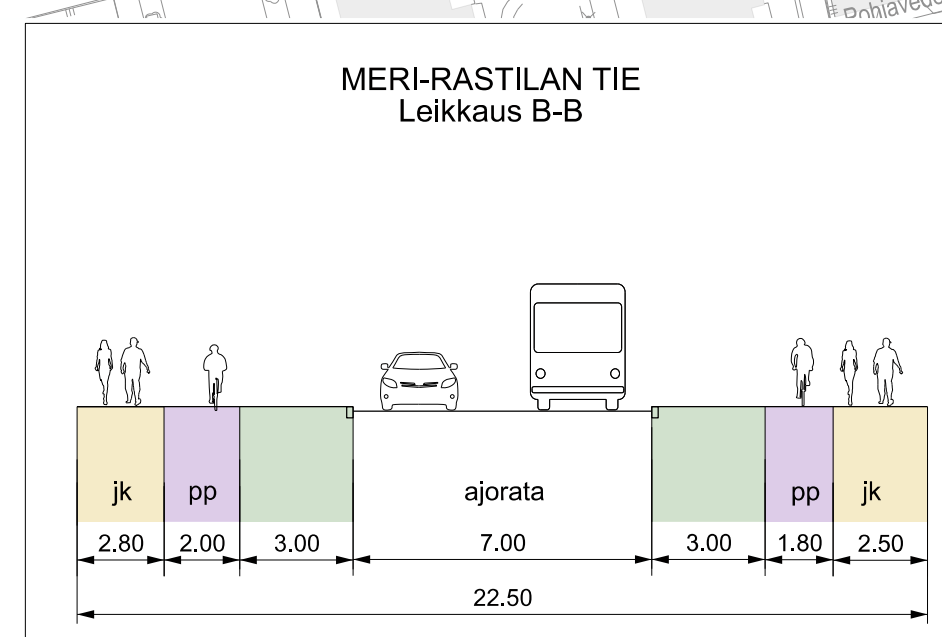 Pohjavede
MERI-RASTILAN TIE
Leikkaus B-B
jk pp ajorata pp jk
2.80 2.00 3.00 7.00 3.00 1.80 2.50
22.50